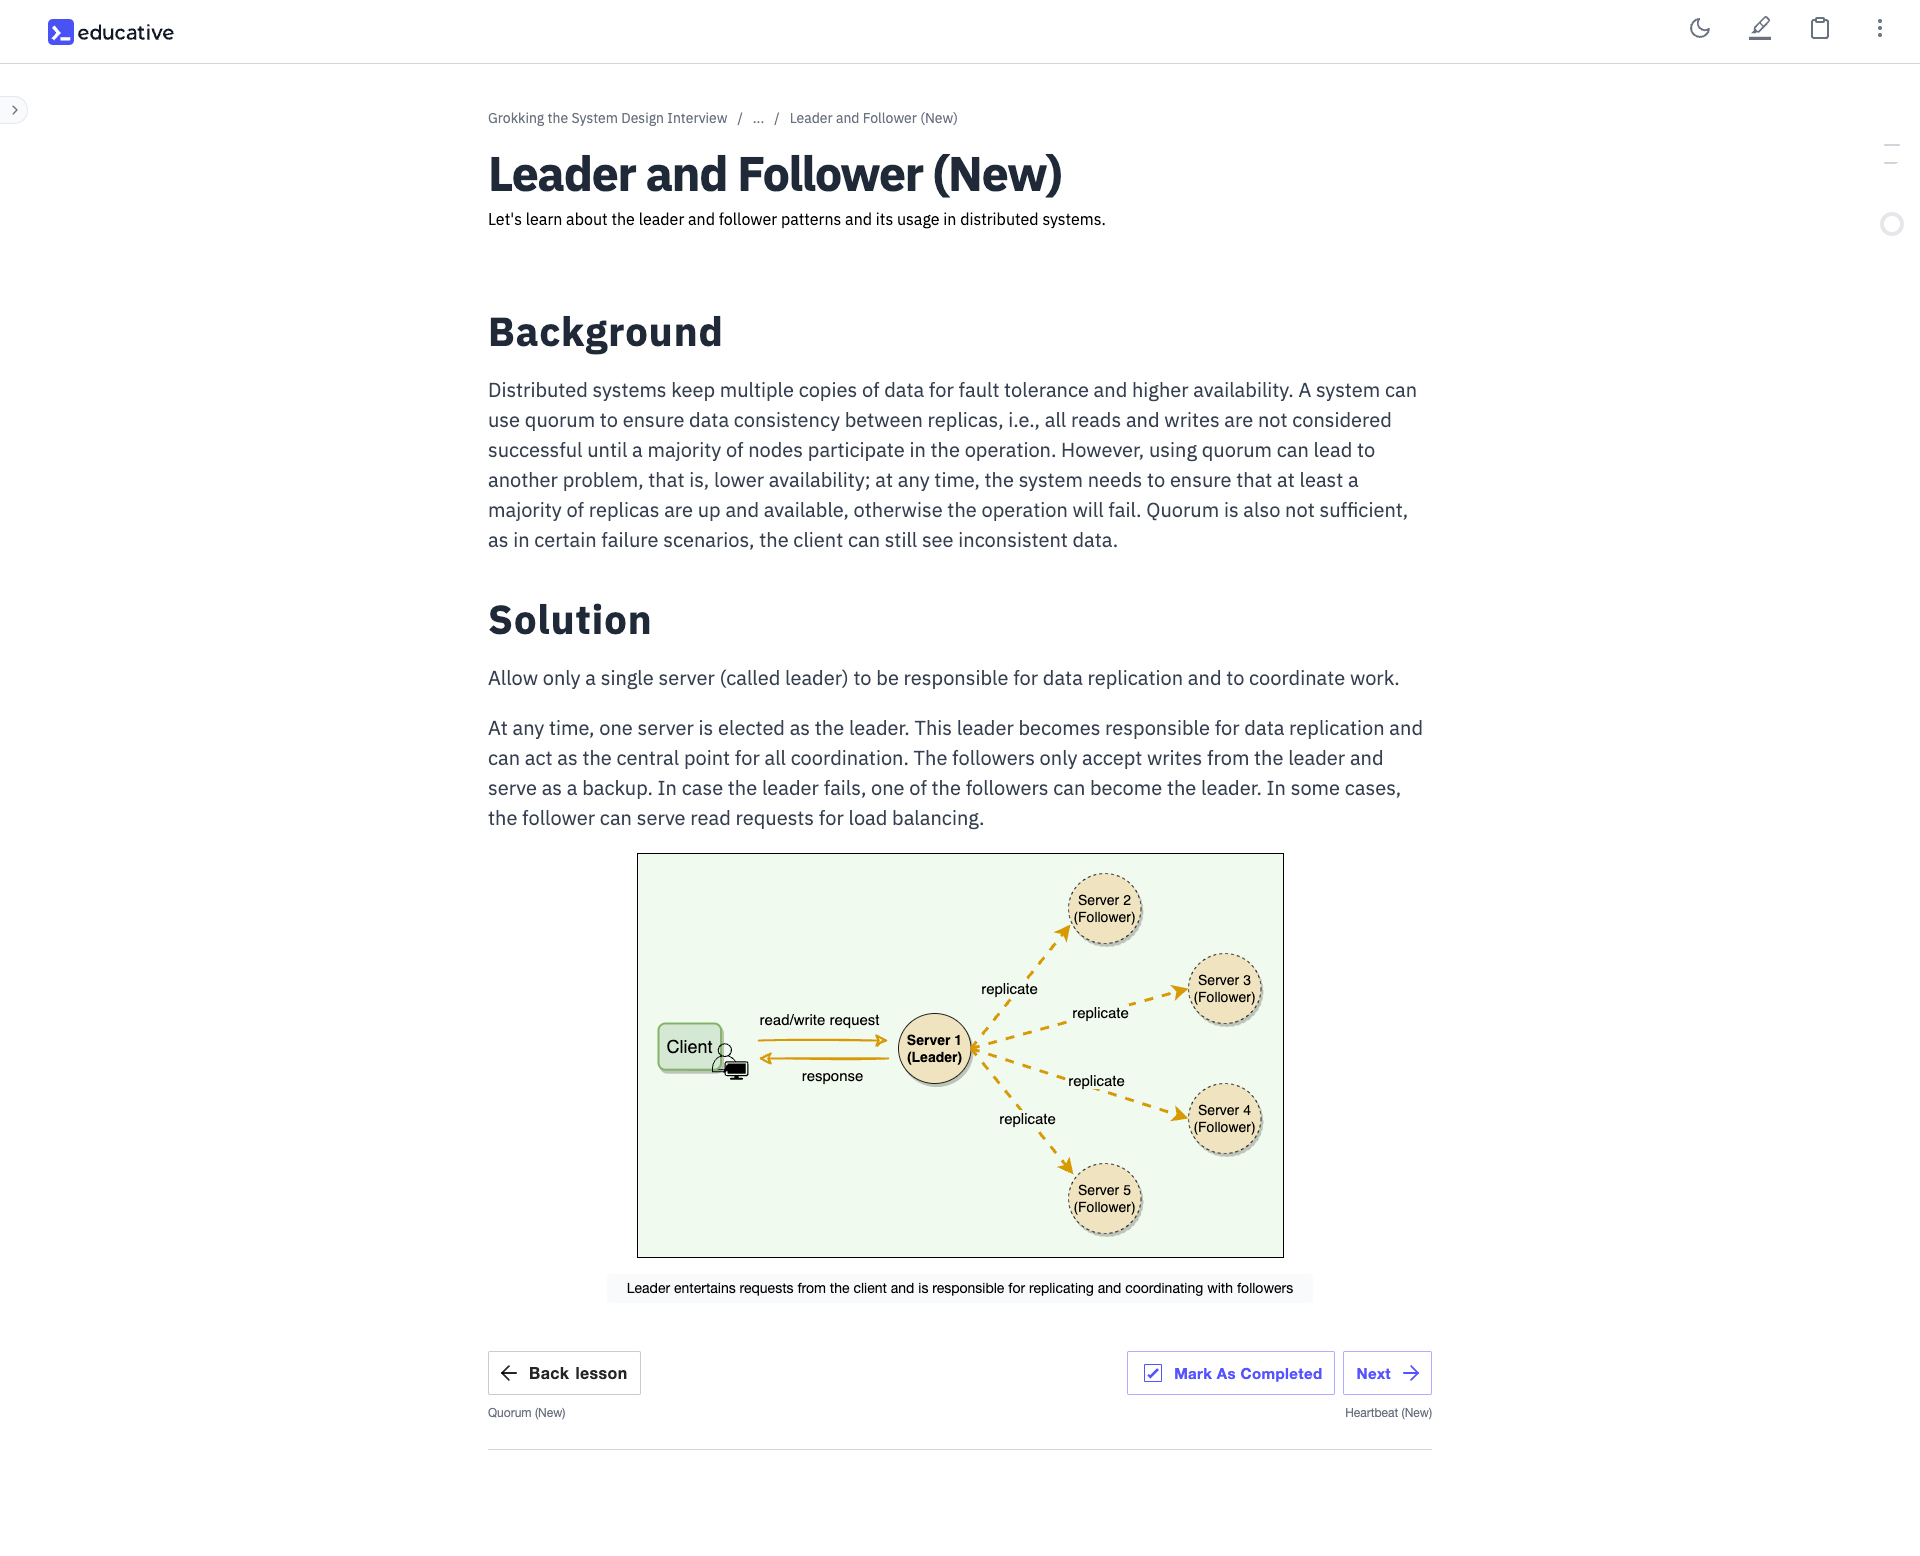 educative
Grokking the System Design Interview / ... / Leader and Follower (New)
Leader and Follower (New)
Let's learn about the leader and follower patterns and its usage in distributed systems.
Background
Distributed systems keep multiple copies of data for fault tolerance and higher availability. A system can
use quorum to ensure data consistency between replicas, i.e., all reads and writes are not considered
successful until a majority of nodes participate in the operation. However, using quorum can lead to
another problem, that is, lower availability; at any time, the system needs to ensure that at least a
majority of replicas are up and available, otherwise the operation will fail. Quorum is also not sufficient,
as in certain failure scenarios, the client can still see inconsistent data.
Solution
Allow only a single server (called leader) to be responsible for data replication and to coordinate work.
At any time, one server is elected as the leader. This leader becomes responsible for data replication and
can act as the central point for all coordination. The followers only accept writes from the leader and
serve as a backup. In case the leader fails, one of the followers can become the leader. In some cases,
the follower can serve read requests for load balancing.
Server 2
(Follower)
Server 3
(Follower)
replicate
replicate
read/write request
Client
Server 1
(Leader)
response
replicate
replicate
Server 4
(Follower)
Server 5
(Follower)
Leader entertains requests from the client and is responsible for replicating and coordinating with followers
Back lesson
Mark As Completed
Next
Quorum (New)
Heartbeat (New)